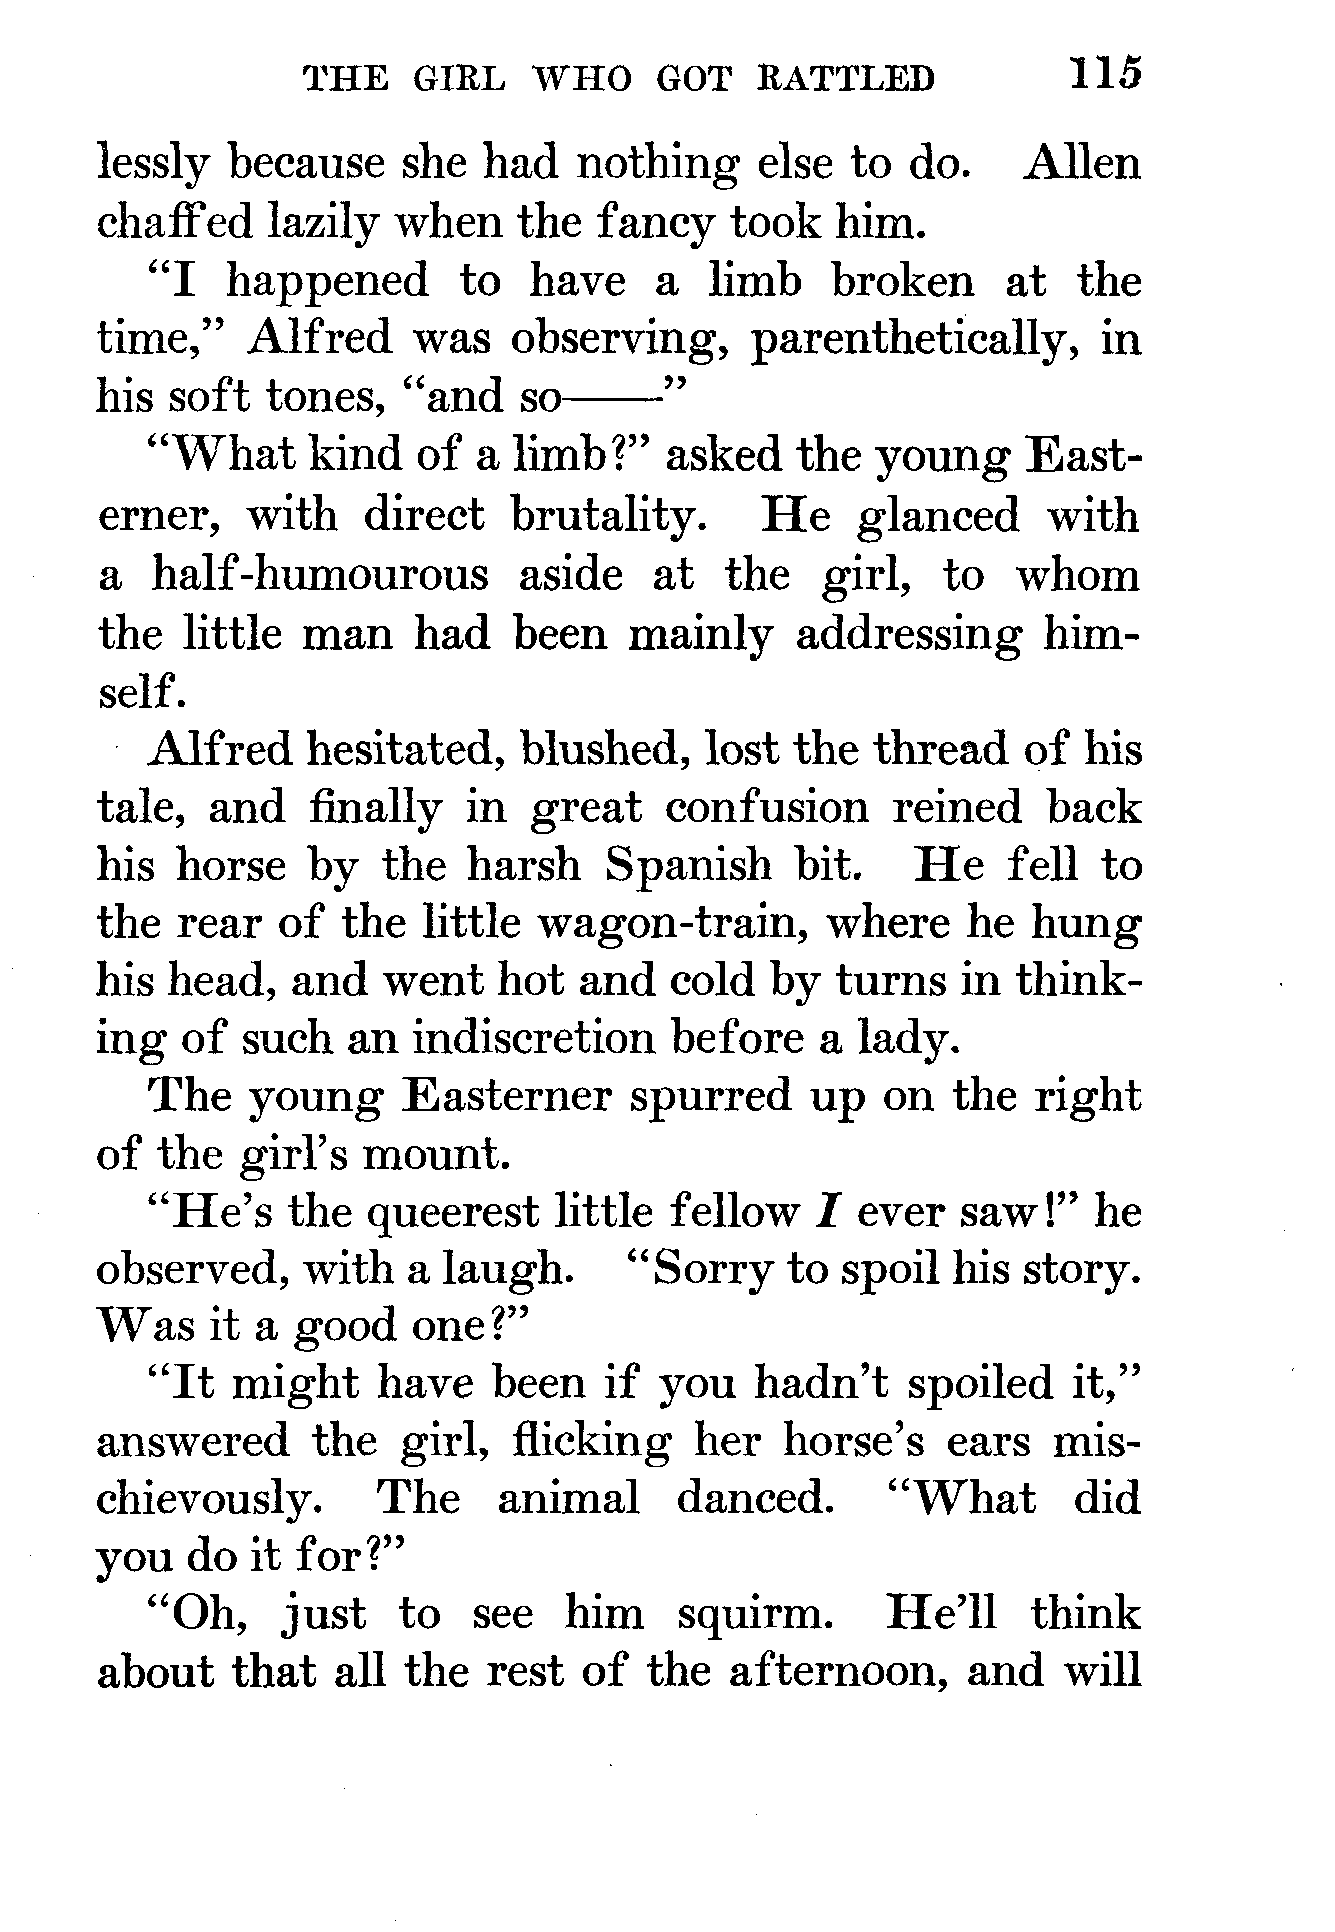 THE GIRL WHO GOT RATTLED 115
lessly because she had nothing else to do. Allen
chaffed lazily when the fancy took him.
“I happened to have a limb broken at the
time,” Alfred was observing, parenthetically, in
his soft tones, “and so——”
“What kind of a limb?” asked the young East-
erner, with direct brutality. He glanced with
a half-humourous aside at the girl, to whom
the little man had been mainly addressing him-
self.
Alfred hesitated, blushed, lost the thread of his
tale, and finally in great confusion reined back
his horse by the harsh Spanish bit. He fell to
the rear of the little wagon-train, where he hung
his head, and went hot and cold by turns in think-
ing of such an indiscretion before a lady.
The young Easterner spurred up on the right
of the girl’s mount.
“He’s the queerest little fellow I ever saw!” he
observed, with a laugh. “Sorry to spoil his story.
Was it a good one?”
“It might have been if you hadn’t spoiled it,”
answered the girl, flicking her horse’s ears mis-
chievously. The animal danced. “What did
you do it for?”
“Oh, just to see him squirm. He’ll think
about that all the rest of the afternoon, and will